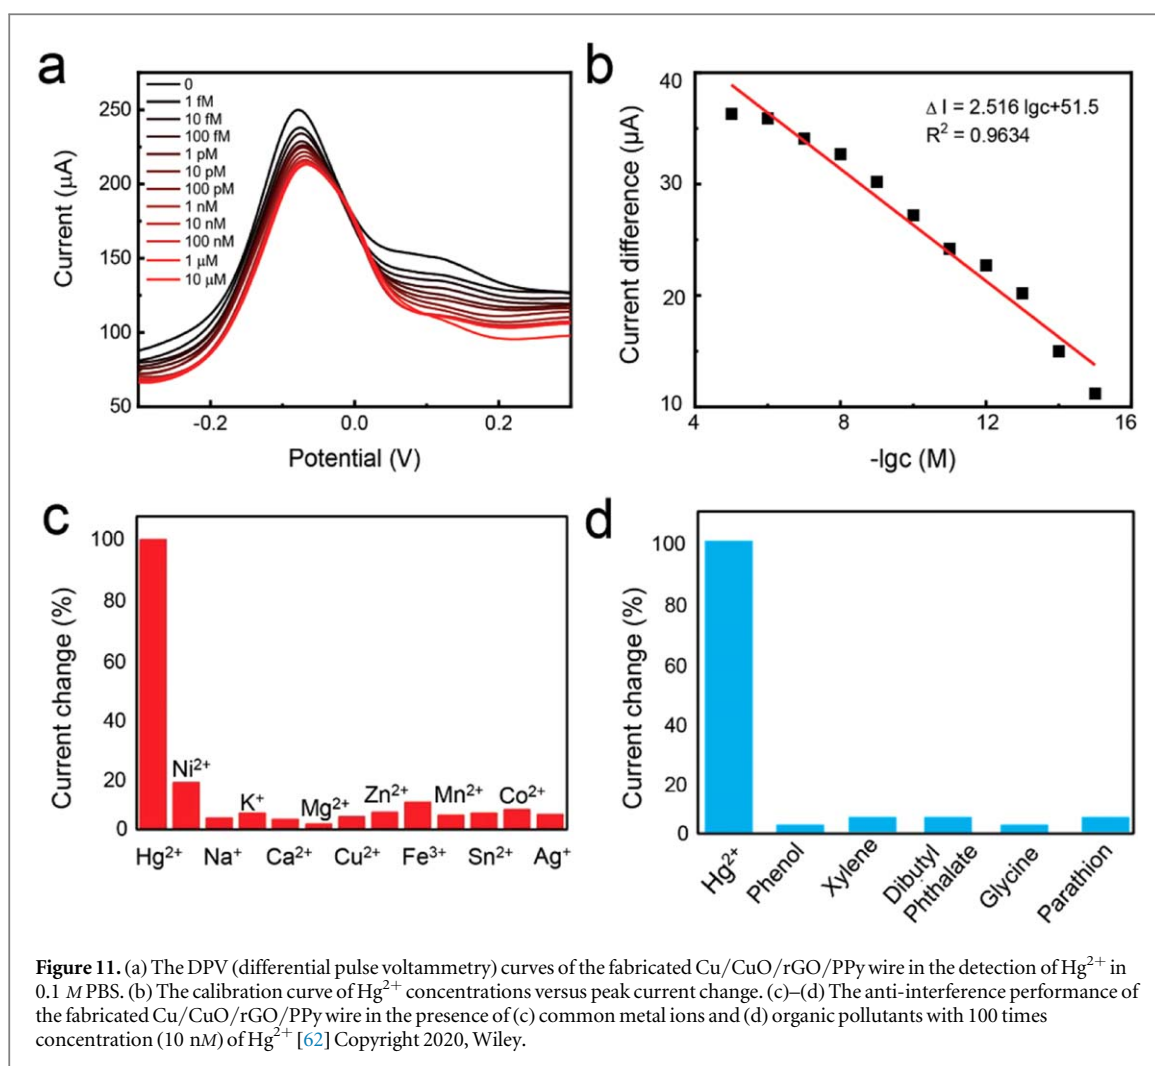 a
Current (μA)
250
200
150
100
50
0
1 fM
10 fM
100 fM
1 pM
10 pM
100 pM
1 nM
10 nM
100 nM
1 μM
10 μM
-0.2
0.0
0.2
Potential (V)
b
Current difference (μA)
40
30
20
10
Δ I = 2.516 lgc+51.5
R² = 0.9634
4
8
12
16
-lgc (M)
c
Current change (%)
100
80
60
40
20
0
Ni²⁺
K⁺
Mg²⁺
Zn²⁺
Mn²⁺
Co²⁺
Hg²⁺
Na⁺
Ca²⁺
Cu²⁺
Fe³⁺
Sn²⁺
Ag⁺
d
Current change (%)
100
80
60
40
20
0
Hg²⁺
Phenol
Xylene
Dibutyl
Phthalate
Glycine
Parathion
Figure 11. (a) The DPV (differential pulse voltammetry) curves of the fabricated Cu/CuO/rGO/PPy wire in the detection of Hg²⁺ in
0.1 M PBS. (b) The calibration curve of Hg²⁺ concentrations versus peak current change. (c)–(d) The anti-interference performance of
the fabricated Cu/CuO/rGO/PPy wire in the presence of (c) common metal ions and (d) organic pollutants with 100 times
concentration (10 nM) of Hg²⁺ [62] Copyright 2020, Wiley.